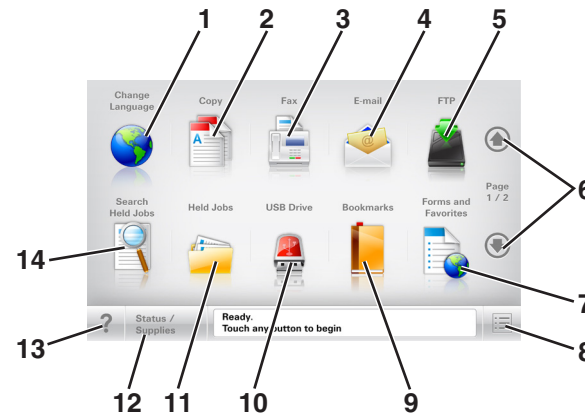 1 2 3 4 5
Change
Language
Copy
Fax
E-mail
FTP
A
@
6
Page
1 / 2
Search
Held Jobs
Held Jobs
USB Drive
Bookmarks
Forms and
Favorites
14
7
?
Status /
Supplies
Ready.
Touch any button to begin
13
8
12 11 10 9